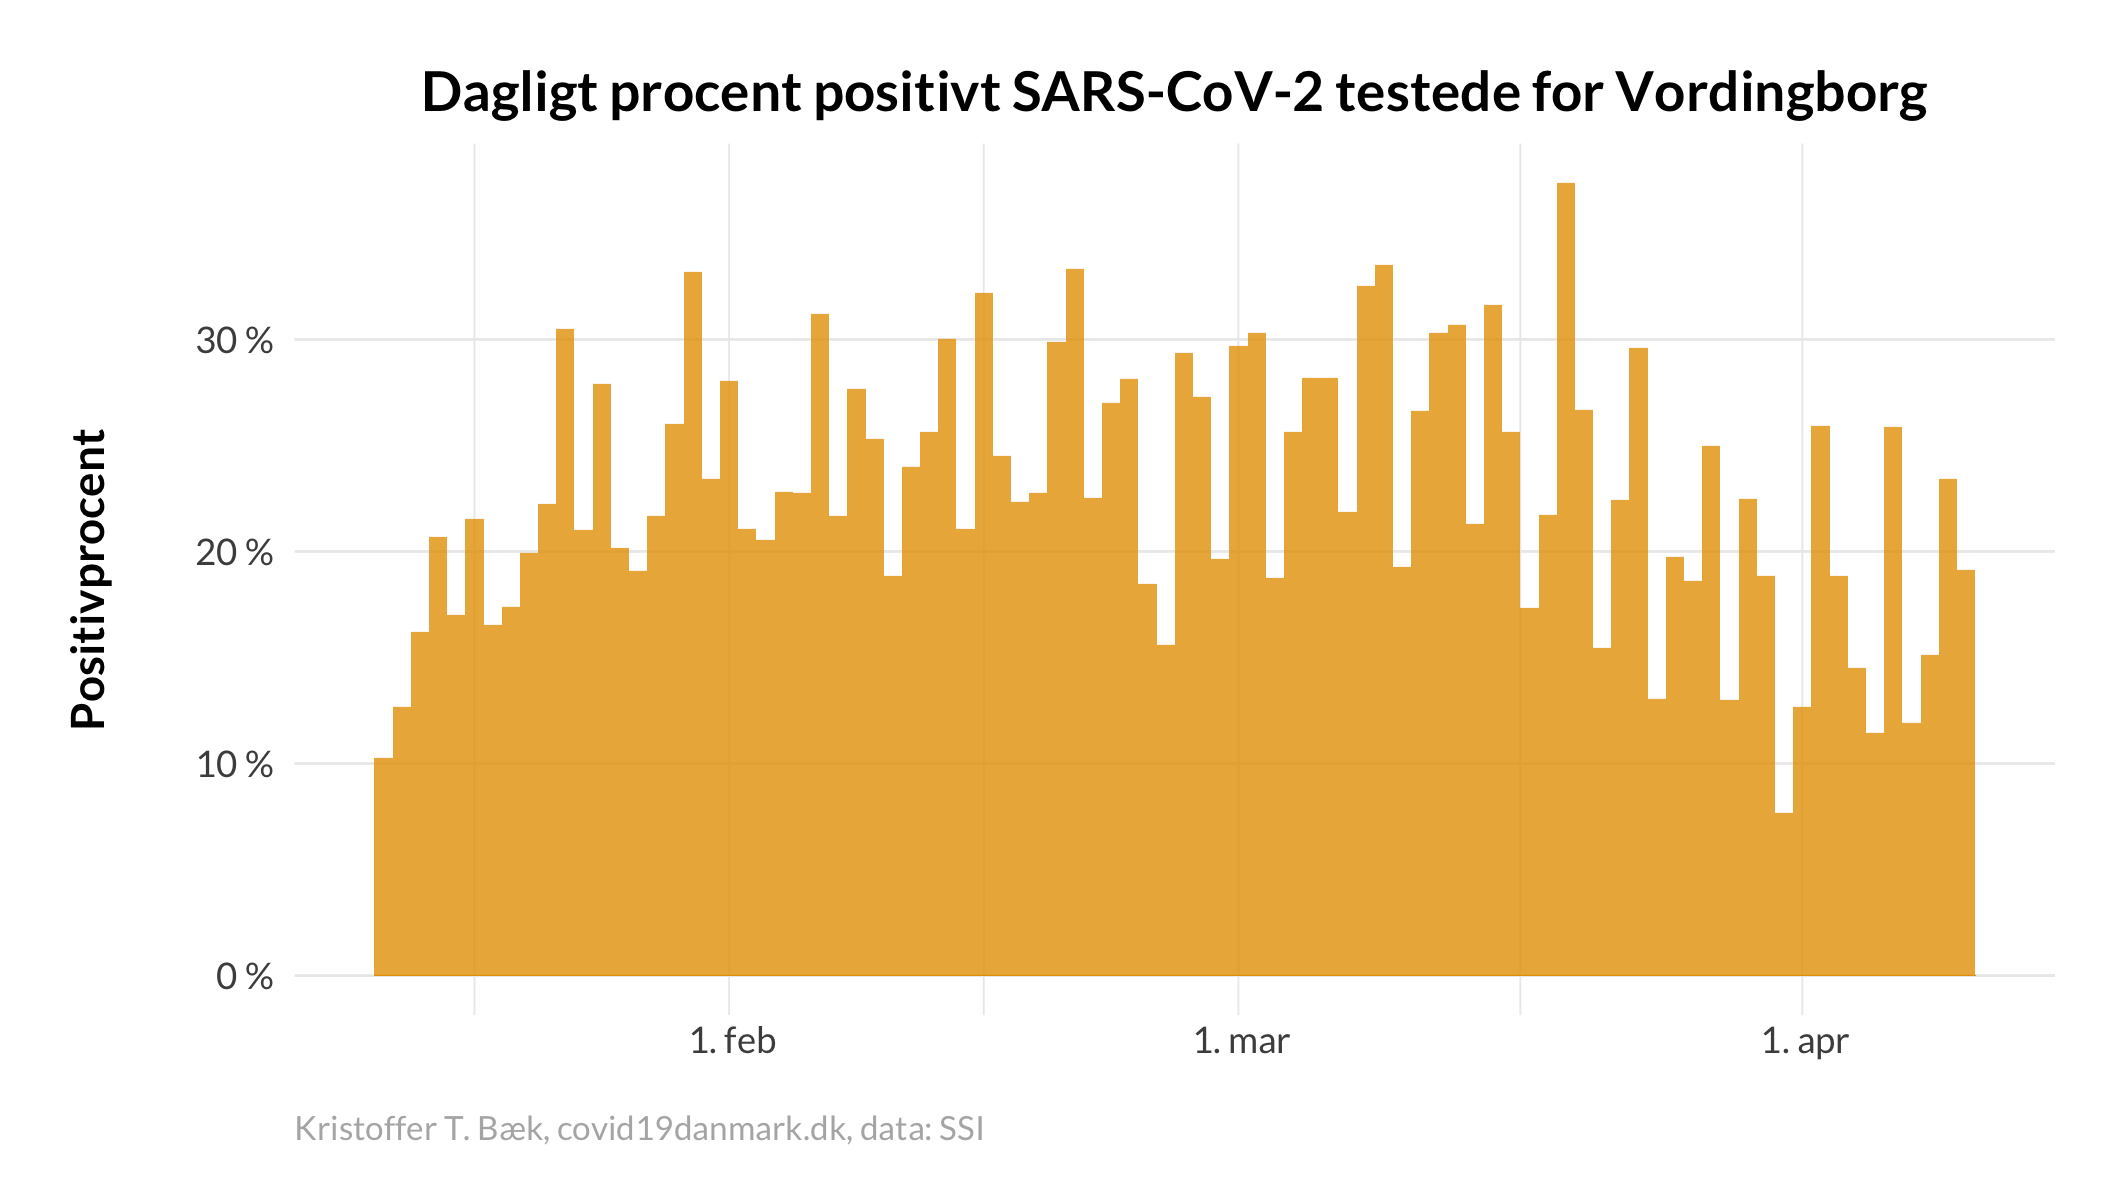 Dagligt procent positivt SARS-CoV-2 testede for Vordingborg
Positivprocent
30 %
20 %
10 %
0 %
1. feb
1. mar
1. apr
Kristoffer T. Bæk, covid19danmark.dk, data: SSI